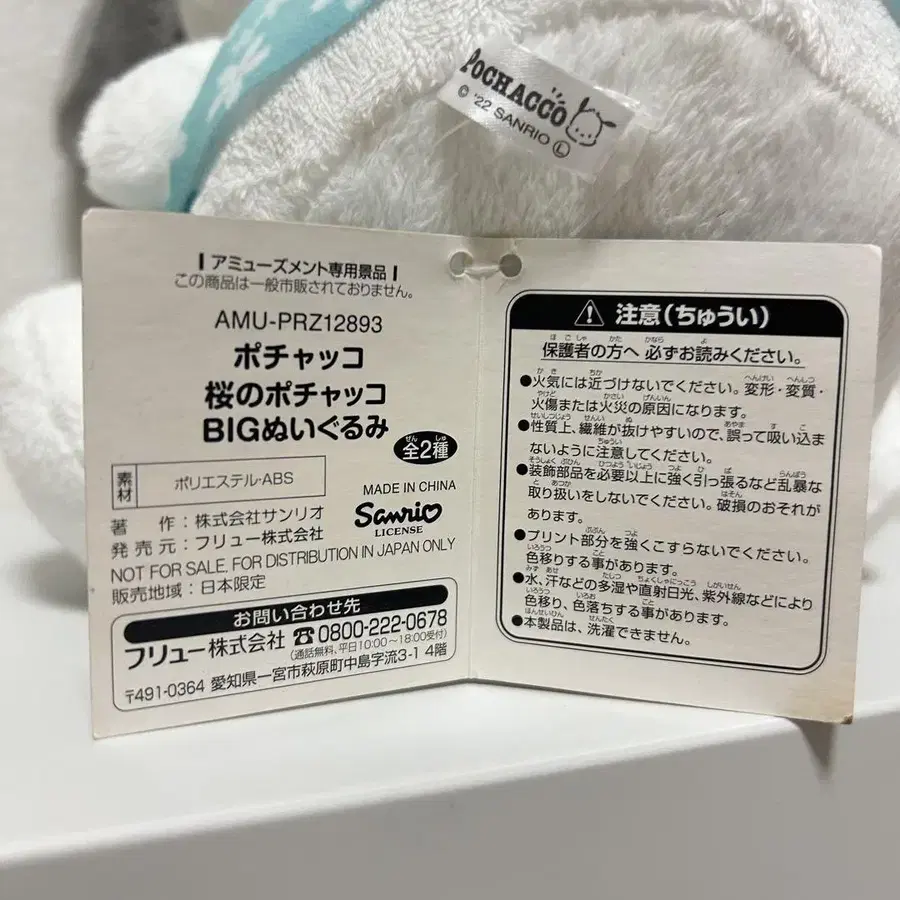 POCHACCO
© '22 SANRIO Ⓛ
アミューズメント専用景品
この商品は一般市販されておりません。
AMU-PRZ12893
ポチャッコ
桜のポチャッコ
BIGぬいぐるみ
全2種
ぜん しゅ
素材
ポリエステル・ABS
MADE IN CHINA
著 作：株式会社サンリオ
発売元：フリュー株式会社
Sanrio
LICENSE
NOT FOR SALE, FOR DISTRIBUTION IN JAPAN ONLY
販売地域：日本限定
お問い合わせ先
フリュー株式会社 ☎0800-222-0678
(通話無料、平日10:00～18:00受付)
〒491-0364 愛知県一宮市萩原町中島字流3-1 4階
注意(ちゅうい)
保護者の方へ 必ずお読みください。
●火気には近づけないでください。変形・変質・
火傷または火災の原因になります。
●性質上、繊維が抜けやすいので、誤って吸い込ま
ないように注意してください。
●装飾部品を必要以上に強く引っ張るなど乱暴な
取り扱いをしないでください。破損のおそれが
あります。
●プリント部分を強くこすらないでください。
色移りする事があります。
●水、汗などの多湿や直射日光、紫外線などにより
色移り、色落ちする事があります。
●本製品は、洗濯できません。